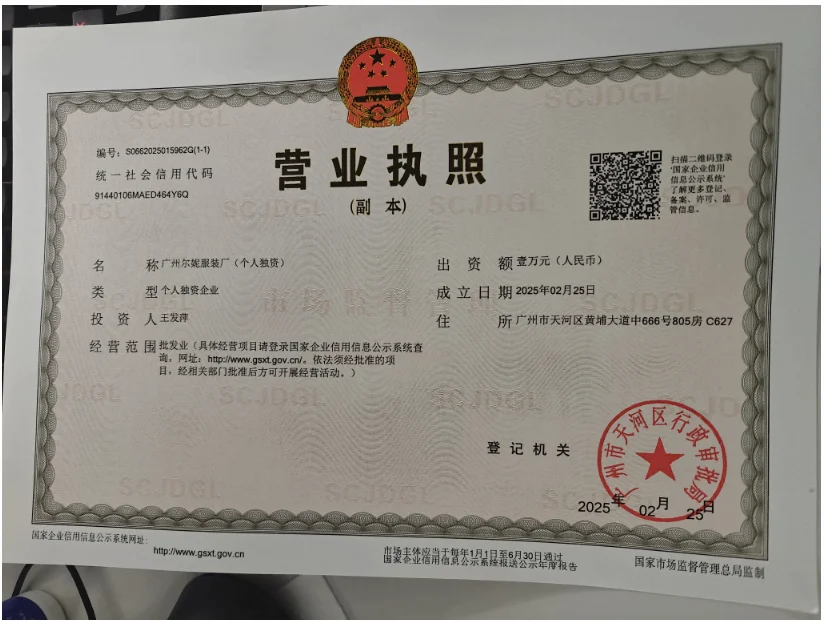 编号：S0662025015962G(1-1)
统一社会信用代码
91440106MAED464Y6Q
营业执照
（副 本）
扫描二维码登录
‘国家企业信用
信息公示系统’
了解更多登记、
备案、许可、监
管信息。
名 称 广州尔妮服装厂（个人独资）
类 型 个人独资企业
投 资 人 王发萍
经 营 范 围 批发业（具体经营项目请登录国家企业信用信息公示系统查
询，网址：http://www.gsxt.gov.cn/。依法须经批准的项
目，经相关部门批准后方可开展经营活动。）
出 资 额 壹万元（人民币）
成 立 日 期 2025年02月25日
住 所 广州市天河区黄埔大道中666号805房 C627
登 记 机 关
广州市天河区行政审批局
2025年 02月 25日
国家企业信用信息公示系统网址：
http://www.gsxt.gov.cn
市场主体应当于每年1月1日至6月30日通过
国家企业信用信息公示系统报送公示年度报告
国家市场监督管理总局监制
SCJDGL
市场监督管理